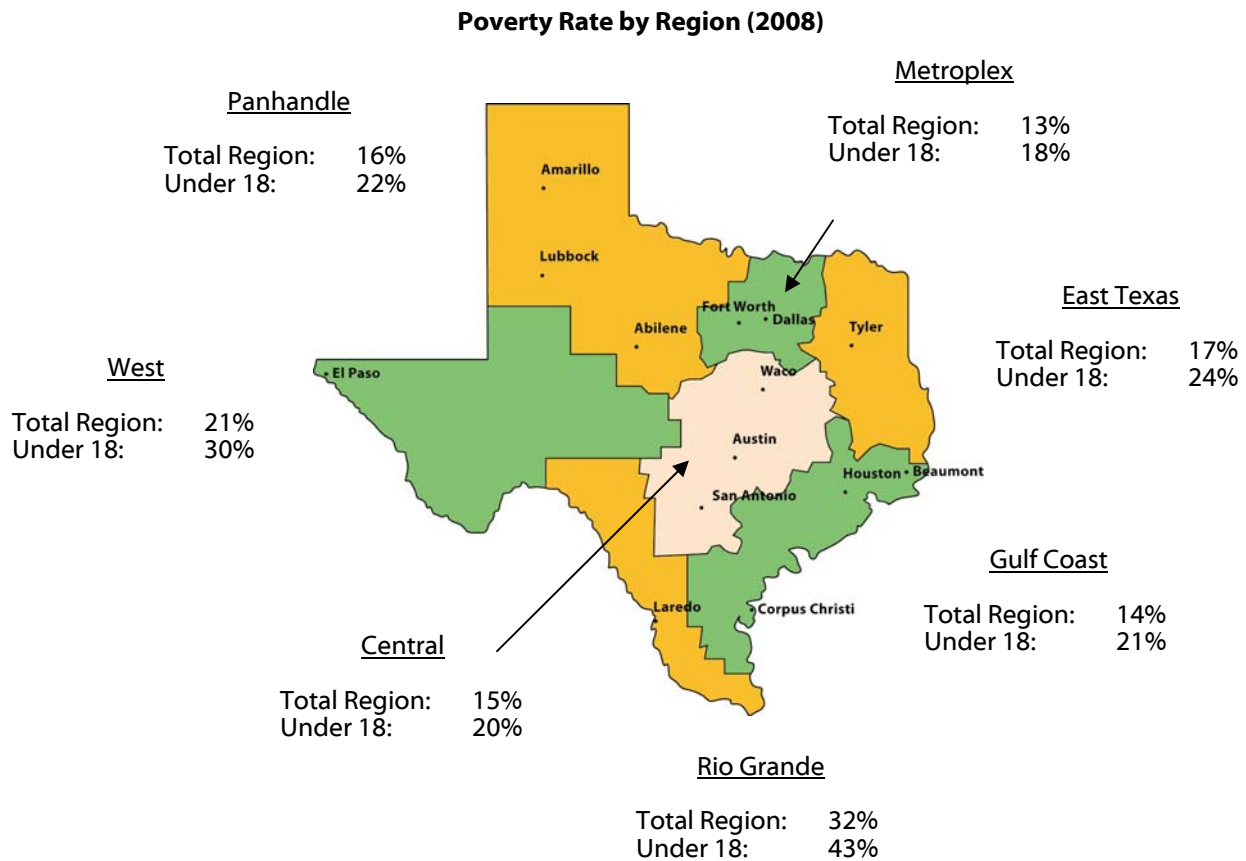 Poverty Rate by Region (2008)
Metroplex
Total Region: 13%
Under 18: 18%
Panhandle
Total Region: 16%
Under 18: 22%
Amarillo
Lubbock
Fort Worth
Dallas
Abilene
Tyler
East Texas
Total Region: 17%
Under 18: 24%
West
Total Region: 21%
Under 18: 30%
El Paso
Waco
Austin
Houston
Beaumont
San Antonio
Gulf Coast
Total Region: 14%
Under 18: 21%
Laredo
Corpus Christi
Central
Total Region: 15%
Under 18: 20%
Rio Grande
Total Region: 32%
Under 18: 43%